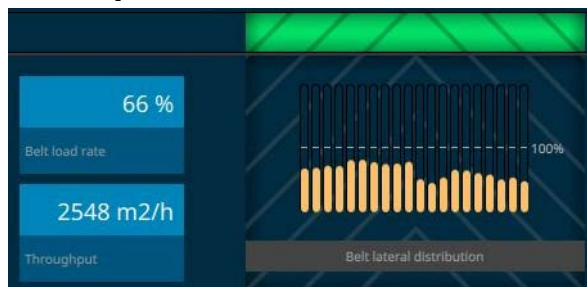 66 %
Belt load rate
2548 m2/h
Throughput
100%
Belt lateral distribution